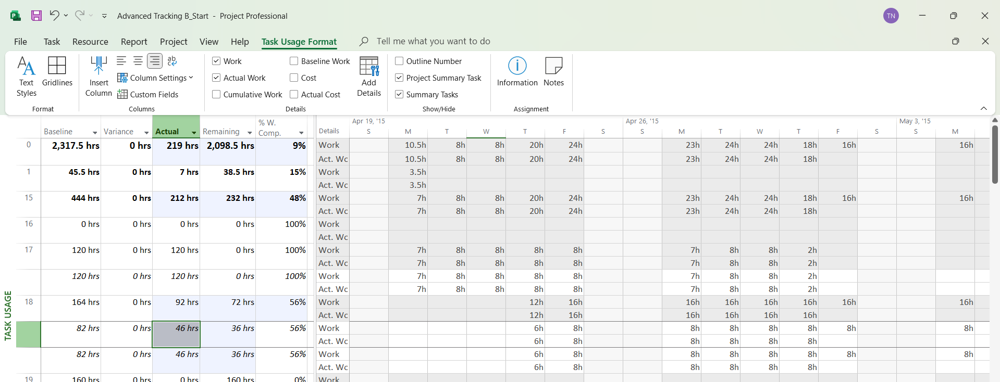 Advanced Tracking B_Start - Project Professional
TN
File Task Resource Report Project View Help Task Usage Format Tell me what you want to do
Text Styles
Gridlines
Format
Insert Column
Column Settings
Custom Fields
Columns
Work
Actual Work
Cumulative Work
Baseline Work
Cost
Actual Cost
Add Details
Details
Outline Number
Project Summary Task
Summary Tasks
Show/Hide
Information
Notes
Assignment
TASK USAGE
Baseline Variance Actual Remaining % W. Comp. Details
Apr 19, '15 Apr 26, '15 May 3, '15
S M T W T F S S M T W T F S S M
0 2,317.5 hrs 0 hrs 219 hrs 2,098.5 hrs 9% Work 10.5h 8h 8h 20h 24h 23h 24h 24h 18h 16h 16h
Act. Wc 10.5h 8h 8h 20h 24h 23h 24h 24h 18h
1 45.5 hrs 0 hrs 7 hrs 38.5 hrs 15% Work 3.5h
Act. Wc 3.5h
15 444 hrs 0 hrs 212 hrs 232 hrs 48% Work 7h 8h 8h 20h 24h 23h 24h 24h 18h 16h 16h
Act. Wc 7h 8h 8h 20h 24h 23h 24h 24h 18h
16 0 hrs 0 hrs 0 hrs 0 hrs 100% Work
Act. Wc
17 120 hrs 0 hrs 120 hrs 0 hrs 100% Work 7h 8h 8h 8h 8h 7h 8h 8h 2h
Act. Wc 7h 8h 8h 8h 8h 7h 8h 8h 2h
120 hrs 0 hrs 120 hrs 0 hrs 100% Work 7h 8h 8h 8h 8h 7h 8h 8h 2h
Act. Wc 7h 8h 8h 8h 8h 7h 8h 8h 2h
18 164 hrs 0 hrs 92 hrs 72 hrs 56% Work 12h 16h 16h 16h 16h 16h 16h 16h
Act. Wc 12h 16h 16h 16h 16h 16h
82 hrs 0 hrs 46 hrs 36 hrs 56% Work 6h 8h 8h 8h 8h 8h 8h 8h
Act. Wc 6h 8h 8h 8h 8h 8h
82 hrs 0 hrs 46 hrs 36 hrs 56% Work 6h 8h 8h 8h 8h 8h 8h 8h
Act. Wc 6h 8h 8h 8h 8h 8h
19 160 hrs 0 hrs 0 hrs 160 hrs 0% Work